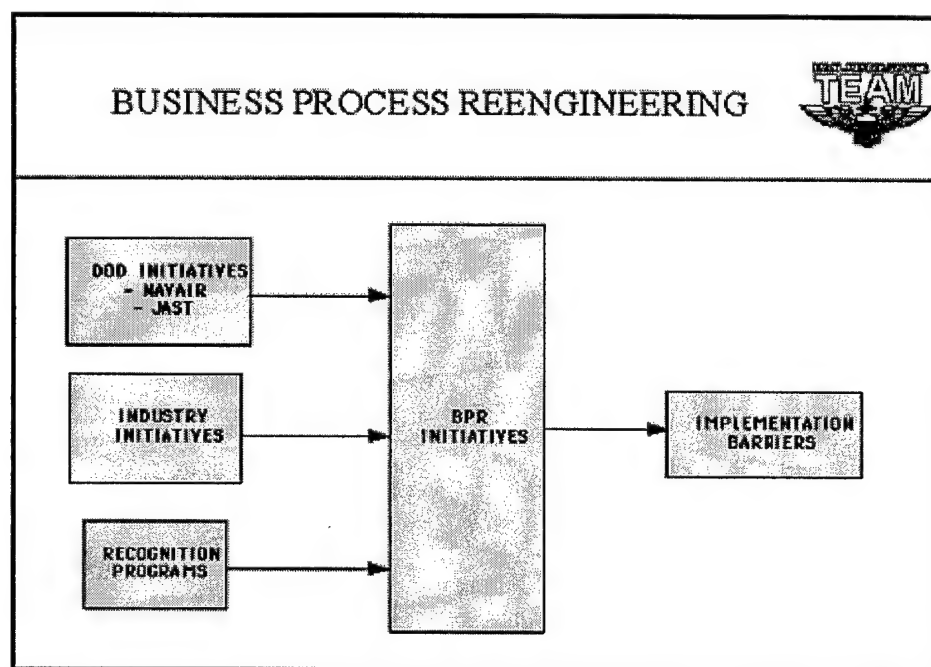 BUSINESS PROCESS REENGINEERING
TEAM
DOD INITIATIVES
- NAVAIR
- JAST
INDUSTRY
INITIATIVES
RECOGNITION
PROGRAMS
BPR
INITIATIVES
IMPLEMENTATION
BARRIERS